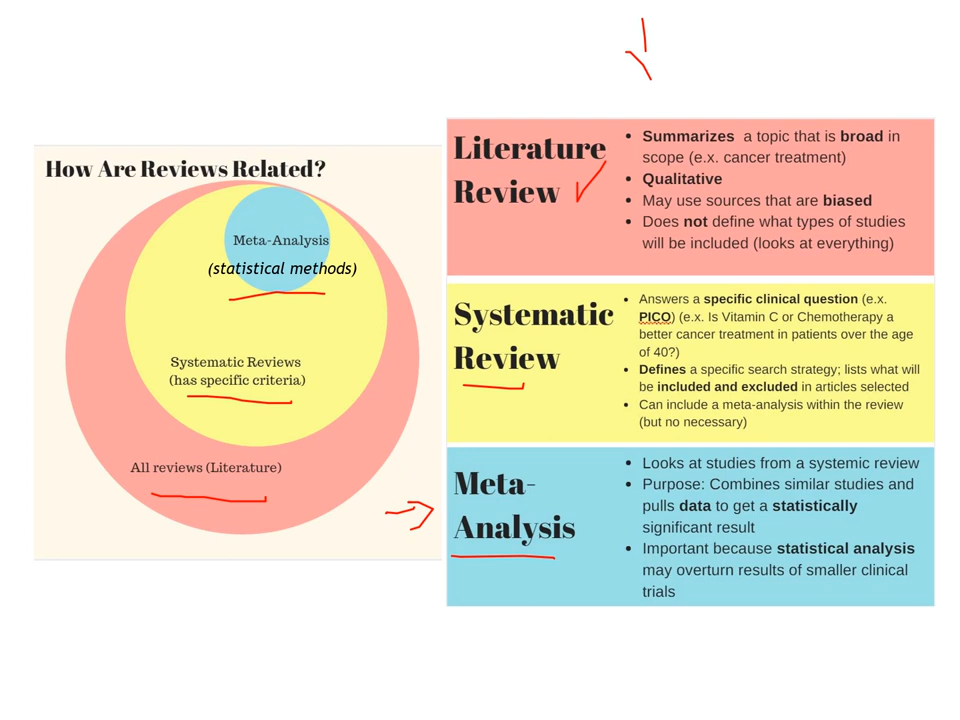 How Are Reviews Related?
Meta-Analysis
(statistical methods)
Systematic Reviews
(has specific criteria)
All reviews (Literature)
Literature
Review
• Summarizes a topic that is broad in
scope (e.x. cancer treatment)
• Qualitative
• May use sources that are biased
• Does not define what types of studies
will be included (looks at everything)
Systematic
Review
• Answers a specific clinical question (e.x.
PICO) (e.x. Is Vitamin C or Chemotherapy a
better cancer treatment in patients over the age
of 40?)
• Defines a specific search strategy; lists what will
be included and excluded in articles selected
• Can include a meta-analysis within the review
(but no necessary)
Meta-
Analysis
• Looks at studies from a systemic review
• Purpose: Combines similar studies and
pulls data to get a statistically
significant result
• Important because statistical analysis
may overturn results of smaller clinical
trials